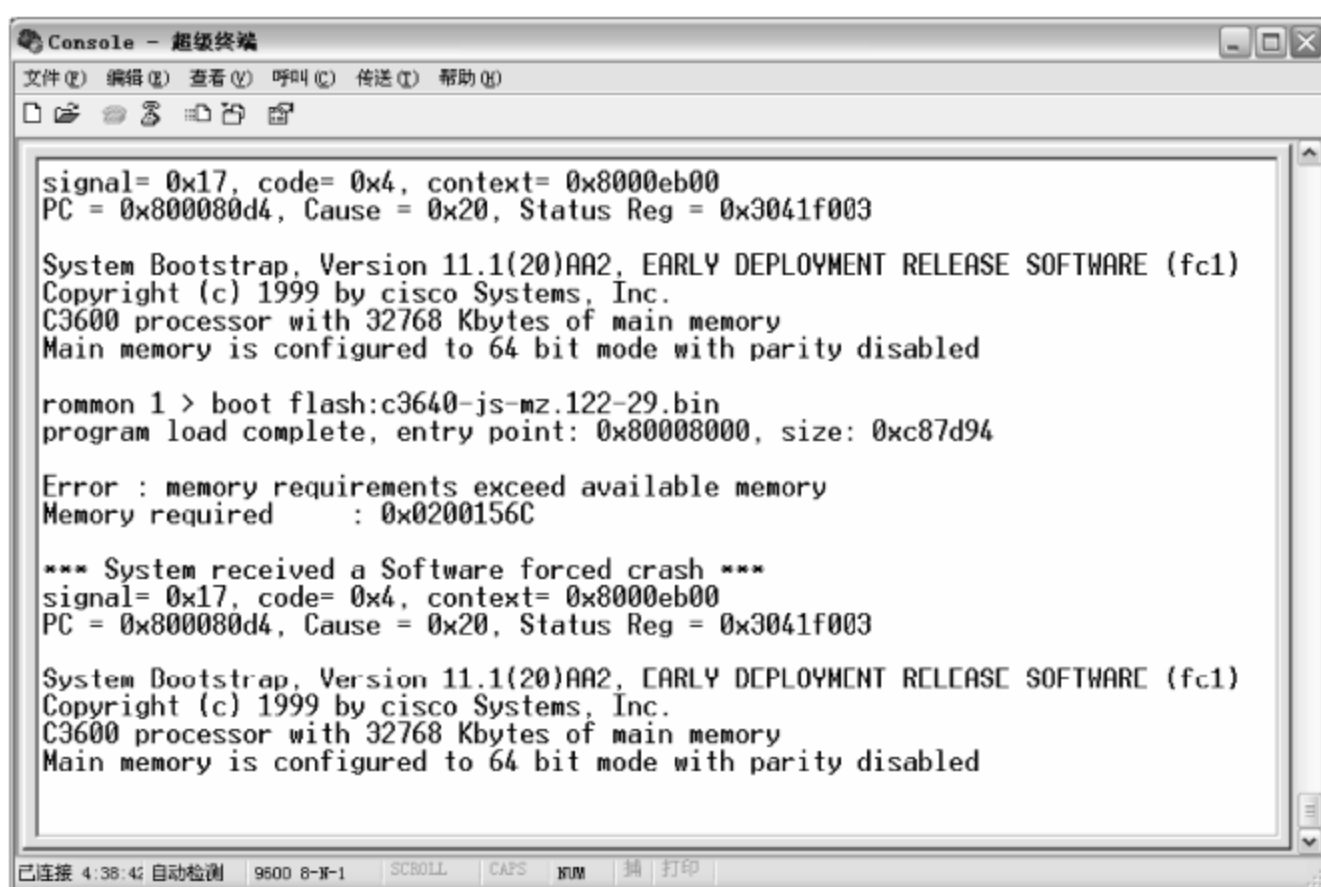 Console - 超级终端
文件(F) 编辑(E) 查看(V) 呼叫(C) 传送(T) 帮助(H)
signal= 0x17, code= 0x4, context= 0x8000eb00
PC = 0x800080d4, Cause = 0x20, Status Reg = 0x3041f003
System Bootstrap, Version 11.1(20)AA2, EARLY DEPLOYMENT RELEASE SOFTWARE (fc1)
Copyright (c) 1999 by cisco Systems, Inc.
C3600 processor with 32768 Kbytes of main memory
Main memory is configured to 64 bit mode with parity disabled
rommon 1 > boot flash:c3640-js-mz.122-29.bin
program load complete, entry point: 0x80008000, size: 0xc87d94
Error : memory requirements exceed available memory
Memory required : 0x0200156C
*** System received a Software forced crash ***
signal= 0x17, code= 0x4, context= 0x8000eb00
PC = 0x800080d4, Cause = 0x20, Status Reg = 0x3041f003
System Bootstrap, Version 11.1(20)AA2, EARLY DEPLOYMENT RELEASE SOFTWARE (fc1)
Copyright (c) 1999 by cisco Systems, Inc.
C3600 processor with 32768 Kbytes of main memory
Main memory is configured to 64 bit mode with parity disabled
已连接 4:38:42 自动检测 9600 8-N-1 SCROLL CAPS NUM 捕 打印